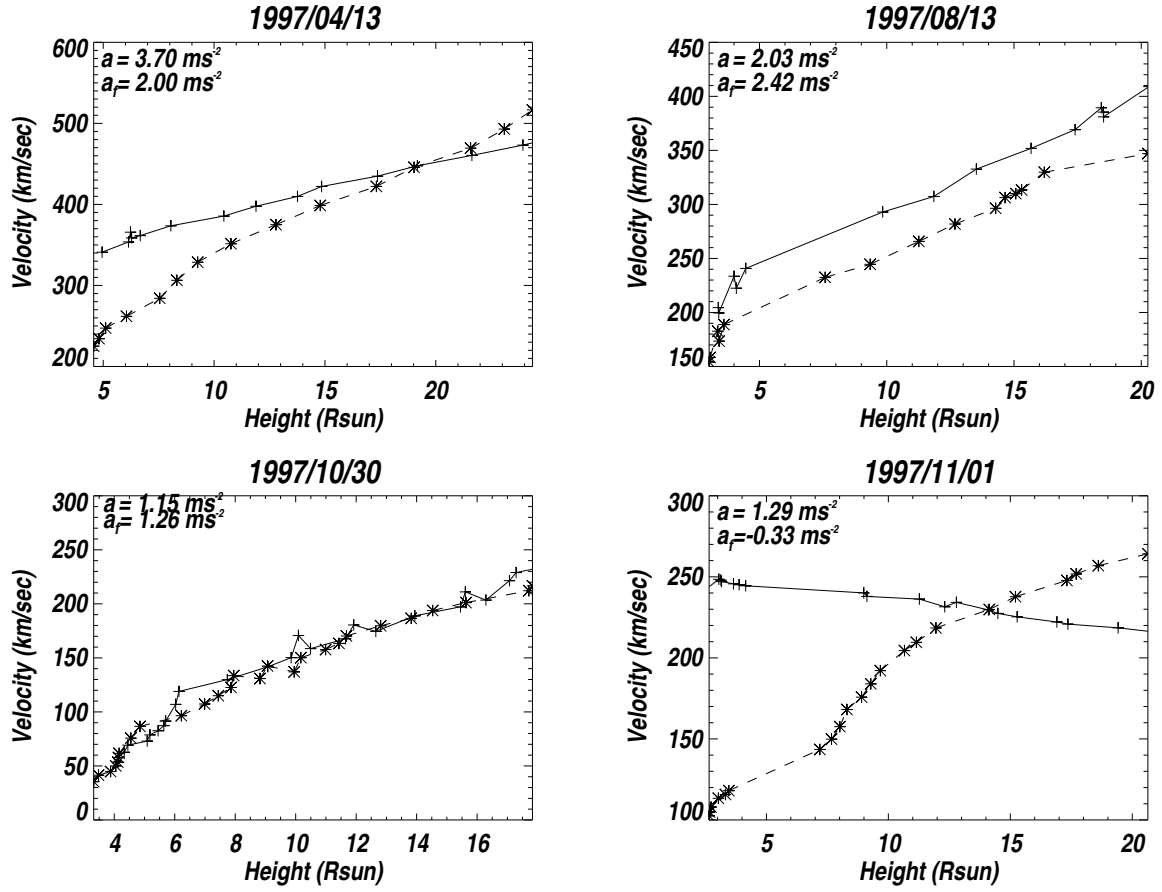 1997/04/13
a = 3.70 ms⁻²
a_f= 2.00 ms⁻²
600
500
400
300
200
Velocity (km/sec)
5 10 15 20
Height (Rsun)
1997/08/13
a = 2.03 ms⁻²
a_f= 2.42 ms⁻²
450
400
350
300
250
200
150
Velocity (km/sec)
5 10 15 20
Height (Rsun)
1997/10/30
a = 1.15 ms⁻²
a_f= 1.26 ms⁻²
300
250
200
150
100
50
0
Velocity (km/sec)
4 6 8 10 12 14 16
Height (Rsun)
1997/11/01
a = 1.29 ms⁻²
a_f=-0.33 ms⁻²
300
250
200
150
100
Velocity (km/sec)
5 10 15 20
Height (Rsun)